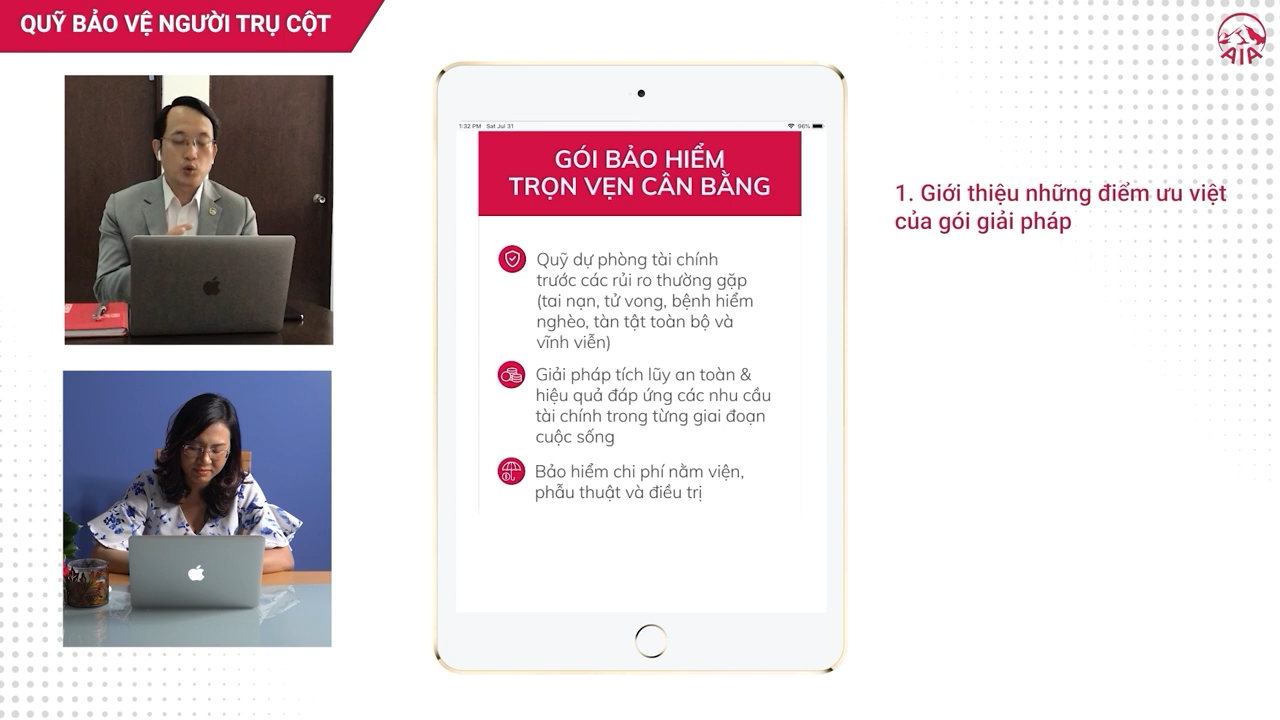 QUỸ BẢO VỆ NGƯỜI TRỤ CỘT
AIA
1:32 PM Sat Jul 31
96%
GÓI BẢO HIỂM
TRỌN VẸN CÂN BẰNG
Quỹ dự phòng tài chính
trước các rủi ro thường gặp
(tai nạn, tử vong, bệnh hiểm
nghèo, tàn tật toàn bộ và
vĩnh viễn)
Giải pháp tích lũy an toàn &
hiệu quả đáp ứng các nhu cầu
tài chính trong từng giai đoạn
cuộc sống
Bảo hiểm chi phí nằm viện,
phẫu thuật và điều trị
1. Giới thiệu những điểm ưu việt
của gói giải pháp